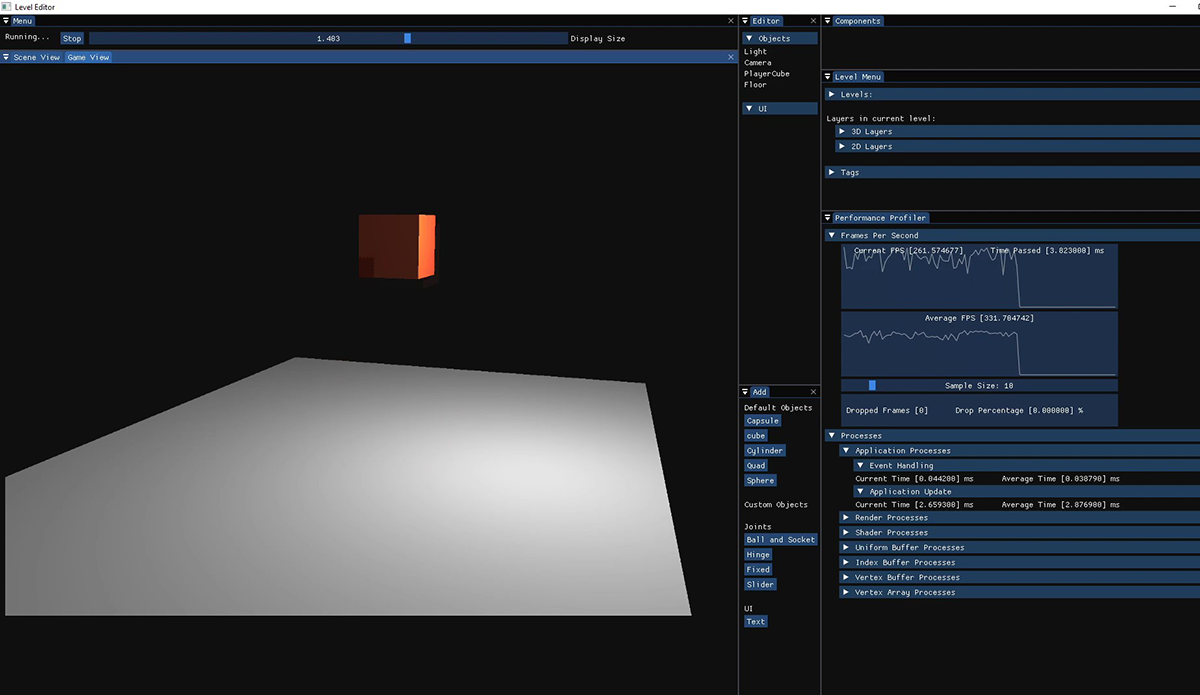 Level Editor
Menu
Running...
Stop
1.403
Display Size
Scene View
Game View
Editor
Objects
Light
Camera
PlayerCube
Floor
UI
Add
Default Objects
Capsule
cube
Cylinder
Quad
Sphere
Custom Objects
Joints
Ball and Socket
Hinge
Fixed
Slider
UI
Text
Components
Level Menu
Levels:
Layers in current level:
3D Layers
2D Layers
Tags
Performance Profiler
Frames Per Second
Current FPS [261.574677] Time Passed [3.823000] ms
Average FPS [331.784742]
Sample Size: 10
Dropped Frames [0] Drop Percentage [0.000000] %
Processes
Application Processes
Event Handling
Current Time [0.044200] ms Average Time [0.038790] ms
Application Update
Current Time [2.659300] ms Average Time [2.876900] ms
Render Processes
Shader Processes
Uniform Buffer Processes
Index Buffer Processes
Vertex Buffer Processes
Vertex Array Processes